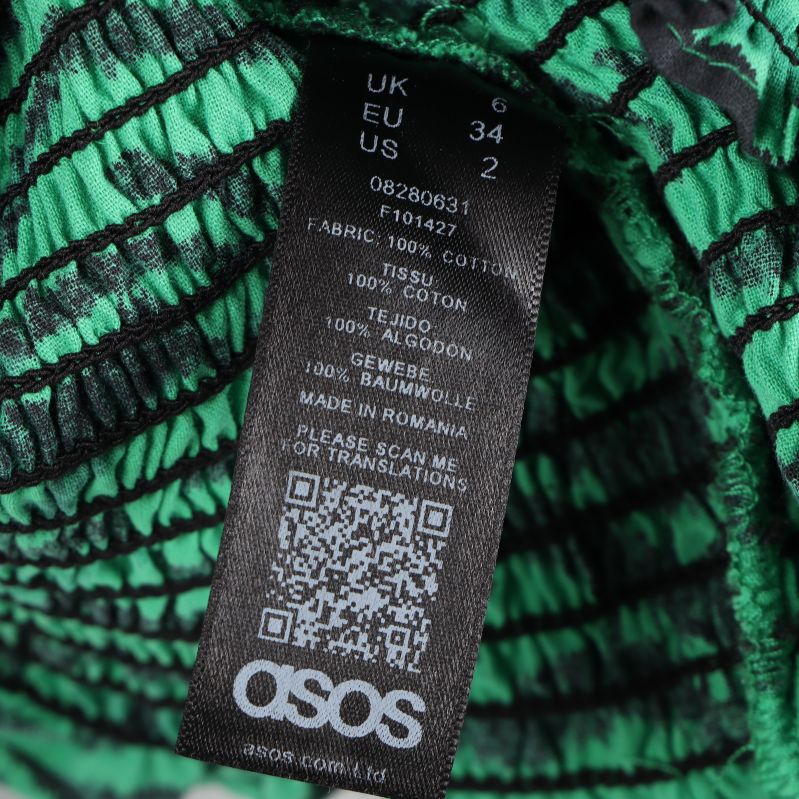 UK 6
EU 34
US 2
08280631
F101427
FABRIC: 100% COTTON
TISSU
100% COTON
TEJIDO
100% ALGODON
GEWEBE
100% BAUMWOLLE
MADE IN ROMANIA
PLEASE SCAN ME
FOR TRANSLATIONS
asos
asos.com Ltd